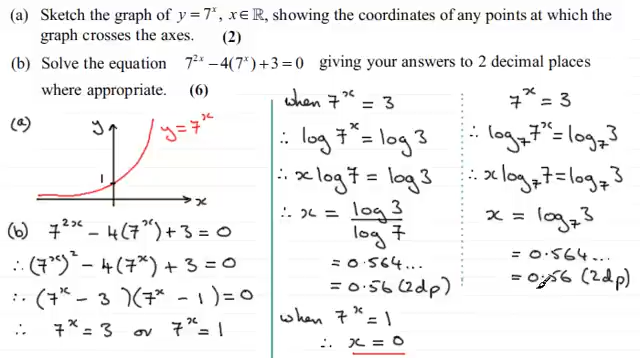 (a) Sketch the graph of y = 7^x, x ∈ ℝ, showing the coordinates of any points at which the
graph crosses the axes. (2)
(b) Solve the equation 7^{2x} − 4(7^x) + 3 = 0 giving your answers to 2 decimal places
where appropriate. (6)
(a)
y
y = 7^x
1
x
(b) 7^{2x} − 4(7^x) + 3 = 0
∴ (7^x)^2 − 4(7^x) + 3 = 0
∴ (7^x − 3)(7^x − 1) = 0
∴ 7^x = 3 or 7^x = 1
when 7^x = 3
∴ log 7^x = log 3
∴ x log 7 = log 3
∴ x = log 3 / log 7
= 0.564...
= 0.56 (2dp)
when 7^x = 1
∴ x = 0
7^x = 3
∴ log_7 7^x = log_7 3
∴ x log_7 7 = log_7 3
x = log_7 3
= 0.564...
= 0.56 (2dp)